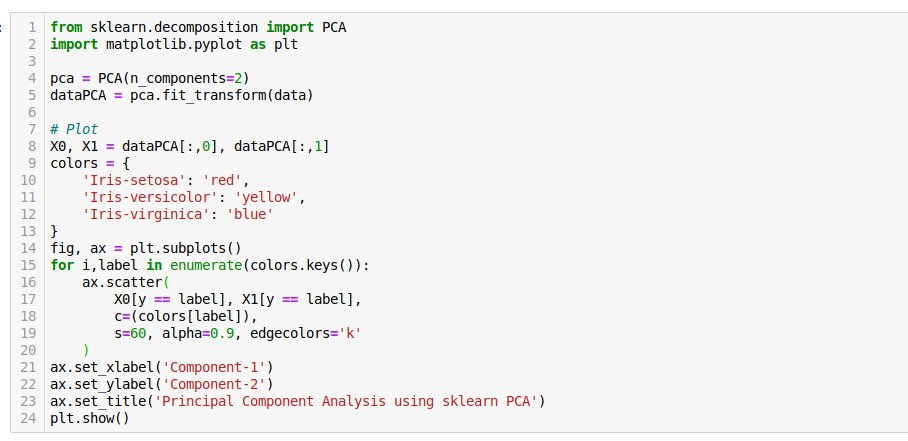 1 from sklearn.decomposition import PCA
2 import matplotlib.pyplot as plt
3
4 pca = PCA(n_components=2)
5 dataPCA = pca.fit_transform(data)
6
7 # Plot
8 X0, X1 = dataPCA[:,0], dataPCA[:,1]
9 colors = {
10     'Iris-setosa': 'red',
11     'Iris-versicolor': 'yellow',
12     'Iris-virginica': 'blue'
13 }
14 fig, ax = plt.subplots()
15 for i,label in enumerate(colors.keys()):
16     ax.scatter(
17         X0[y == label], X1[y == label],
18         c=(colors[label]),
19         s=60, alpha=0.9, edgecolors='k'
20     )
21 ax.set_xlabel('Component-1')
22 ax.set_ylabel('Component-2')
23 ax.set_title('Principal Component Analysis using sklearn PCA')
24 plt.show()